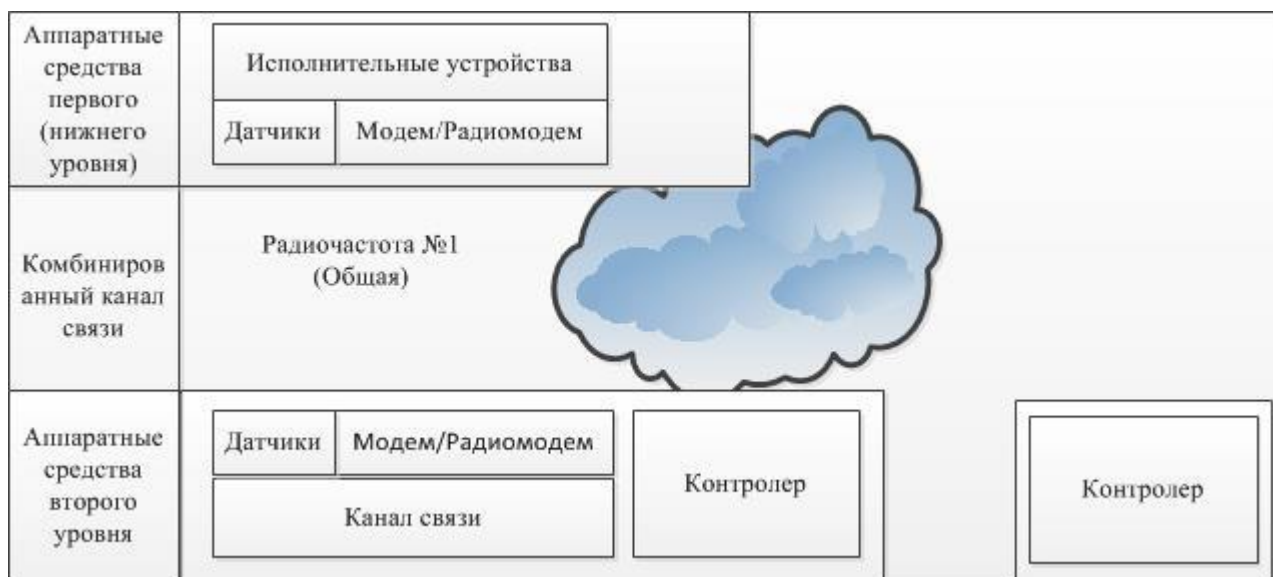 Аппаратные
средства
первого
(нижнего
уровня)
Исполнительные устройства
Датчики
Модем/Радиомодем
Комбиниров
анный канал
связи
Радиочастота №1
(Общая)
Аппаратные
средства
второго
уровня
Датчики
Модем/Радиомодем
Канал связи
Контролер
Контролер